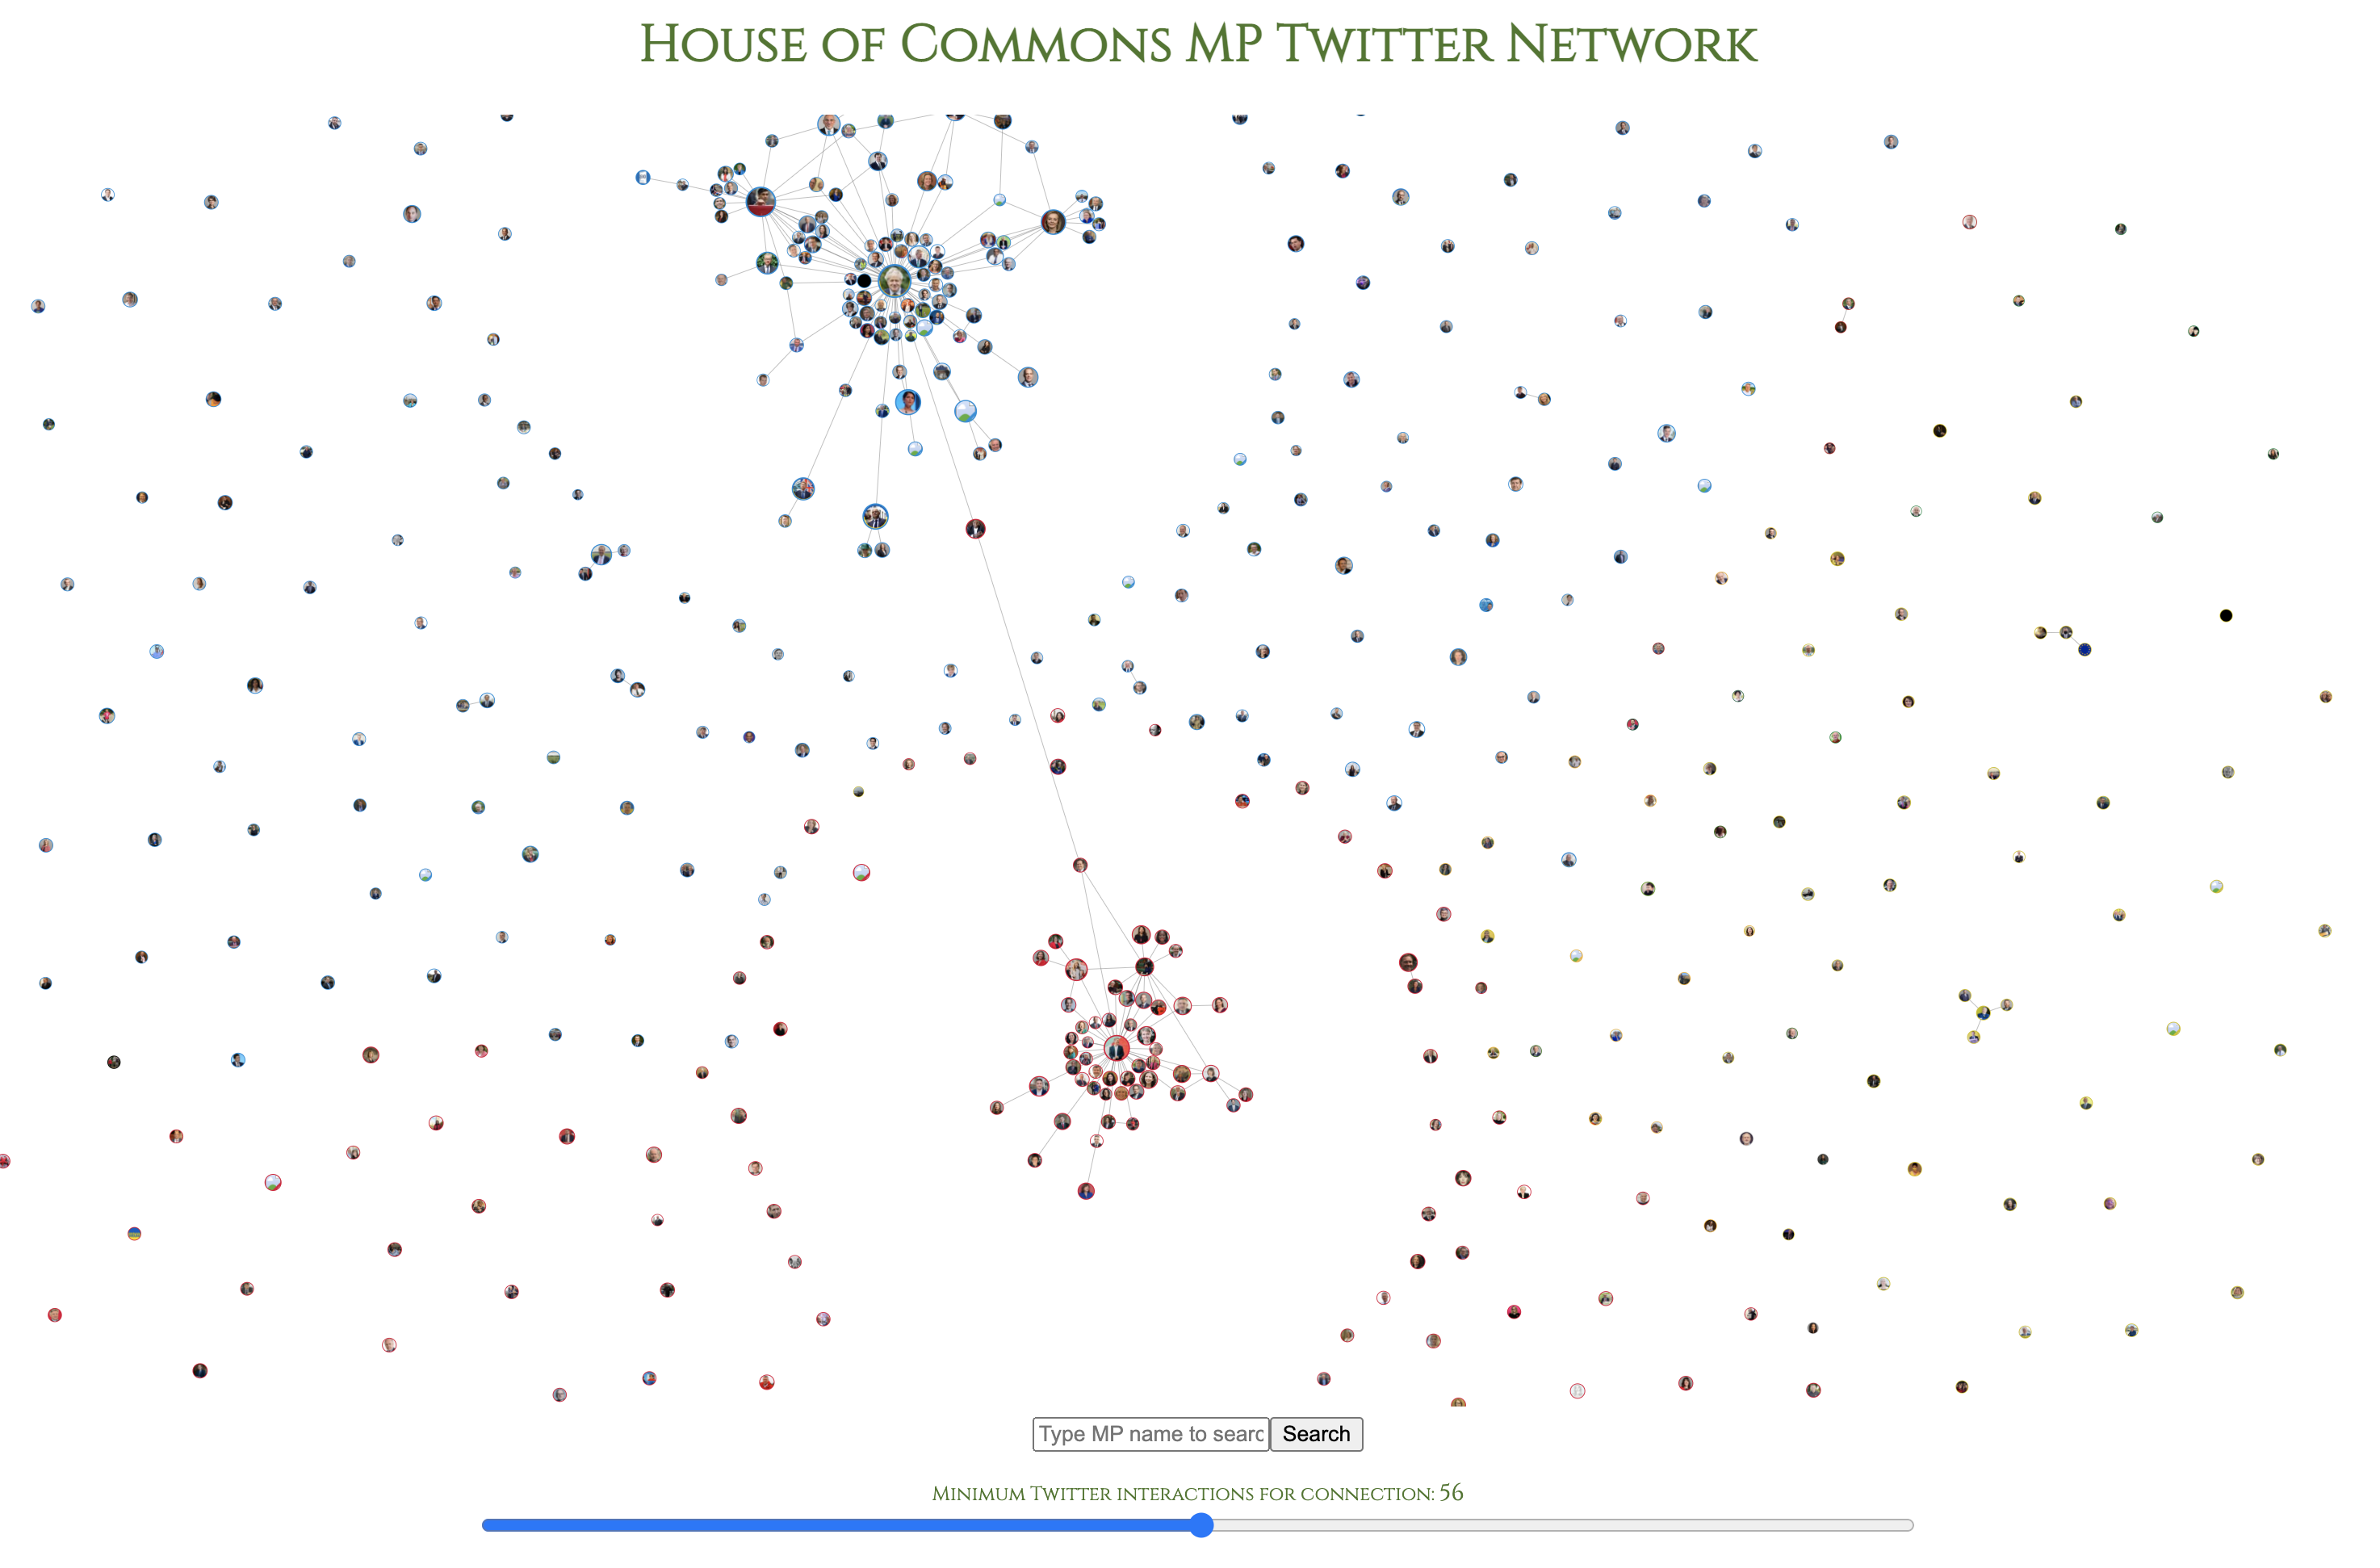 House of Commons MP Twitter Network
Type MP name to searc
Search
Minimum Twitter interactions for connection: 56